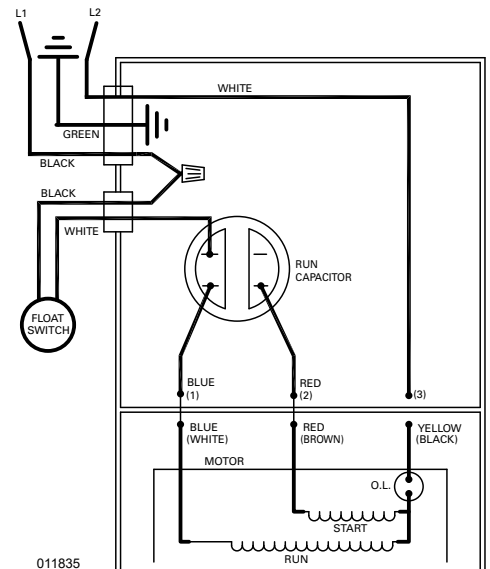 L1
L2
WHITE
GREEN
BLACK
BLACK
WHITE
RUN
CAPACITOR
FLOAT
SWITCH
BLUE
(1)
RED
(2)
(3)
BLUE
(WHITE)
RED
(BROWN)
YELLOW
(BLACK)
MOTOR
O.L.
START
RUN
011835